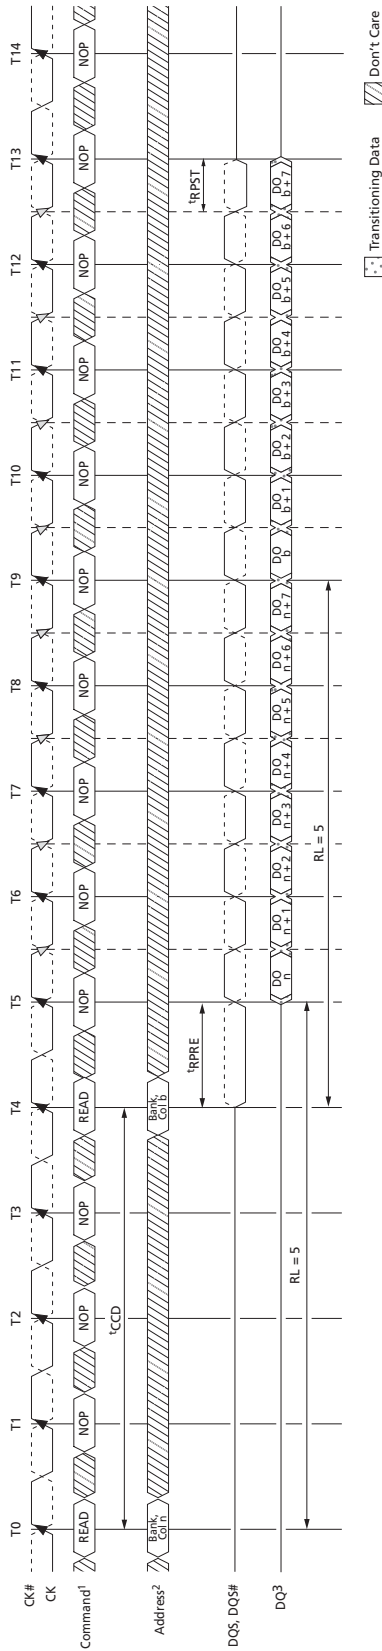 T0 T1 T2 T3 T4 T5 T6 T7 T8 T9 T10 T11 T12 T13 T14
CK#
CK
Command1 READ NOP NOP NOP READ NOP NOP NOP NOP NOP NOP NOP NOP NOP NOP
tCCD
Address2 Bank, Col n Bank, Col b
tRPRE tRPST
DQS, DQS#
DQ3 DO n DO n + 1 DO n + 2 DO n + 3 DO n + 4 DO n + 5 DO n + 6 DO n + 7 DO b DO b + 1 DO b + 2 DO b + 3 DO b + 4 DO b + 5 DO b + 6 DO b + 7
RL = 5
RL = 5
Transitioning Data Don't Care